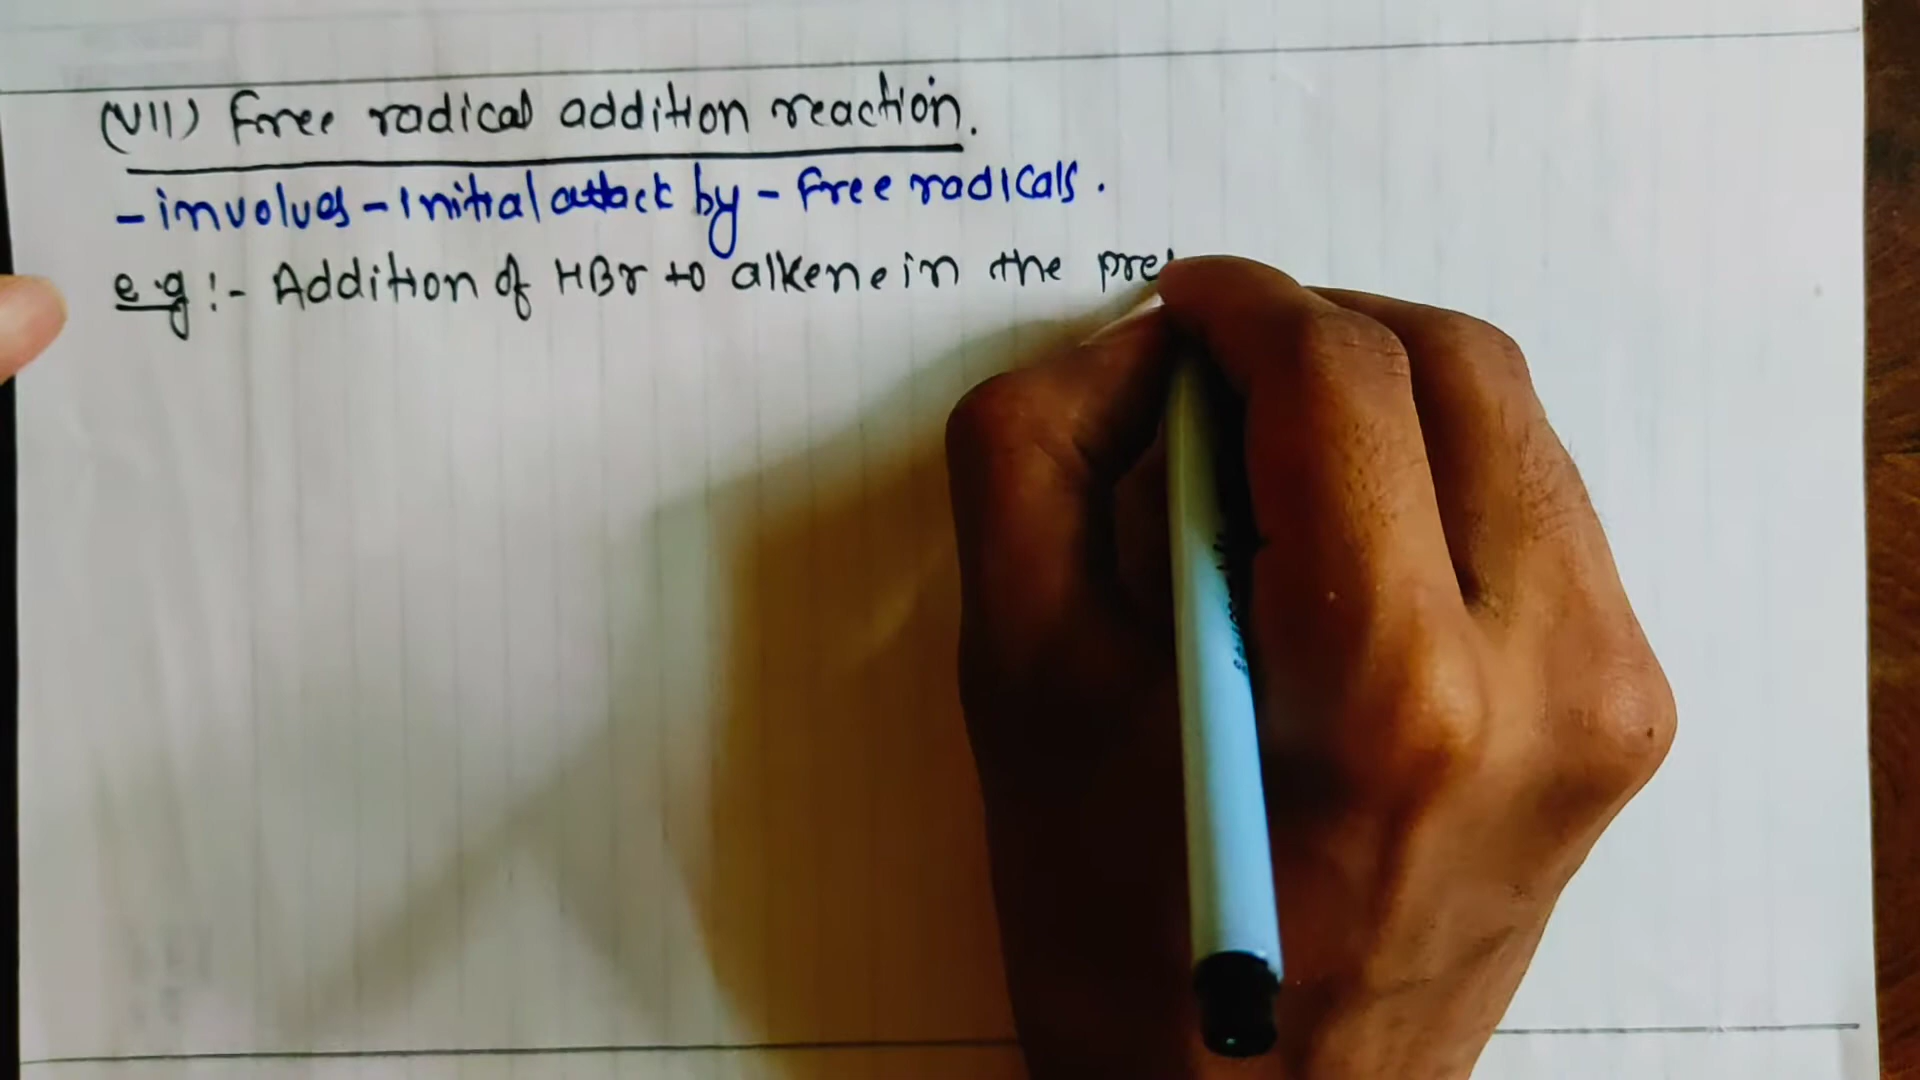 (VII) Free radical addition reaction.
- involves - Initial attack by - free radicals.
e.g :- Addition of HBr to alkene in the pre